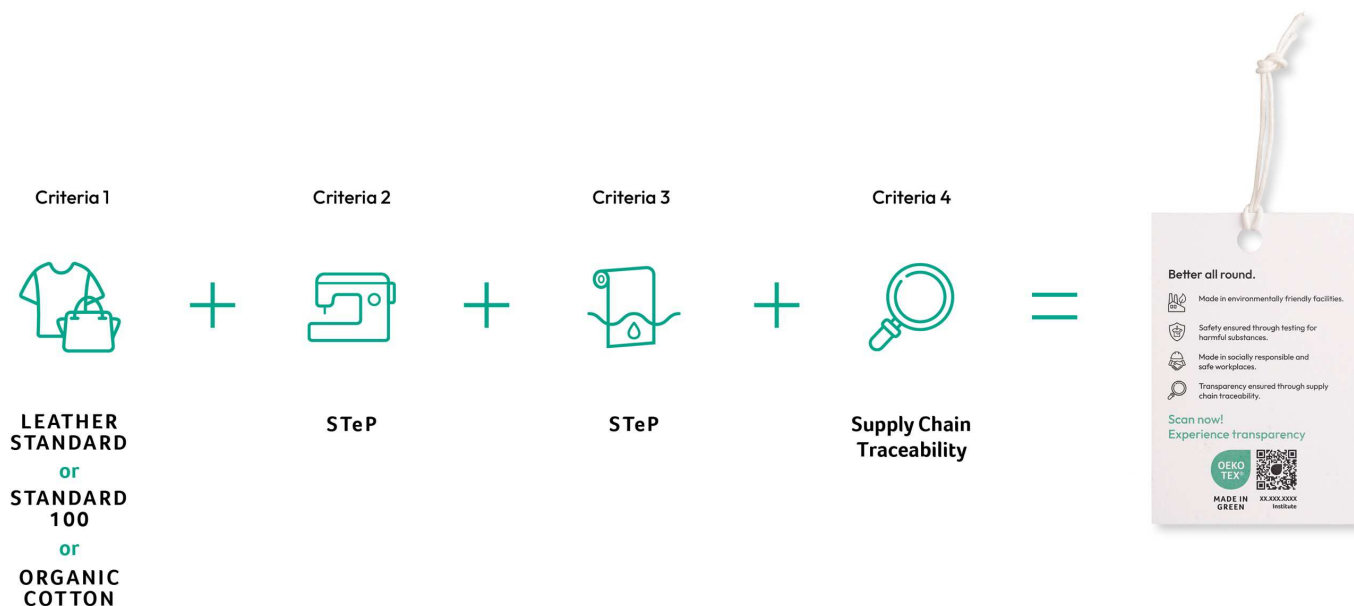 Criteria 1
Criteria 2
Criteria 3
Criteria 4
LEATHER
STANDARD
or
STANDARD
100
or
ORGANIC
COTTON
STeP
STeP
Supply Chain
Traceability
Better all round.
Made in environmentally friendly facilities.
Safety ensured through testing for
harmful substances.
Made in socially responsible and
safe workplaces.
Transparency ensured through supply
chain traceability.
Scan now!
Experience transparency
OEKO
TEX®
MADE IN
GREEN
XX.XXX.XXXX
Institute